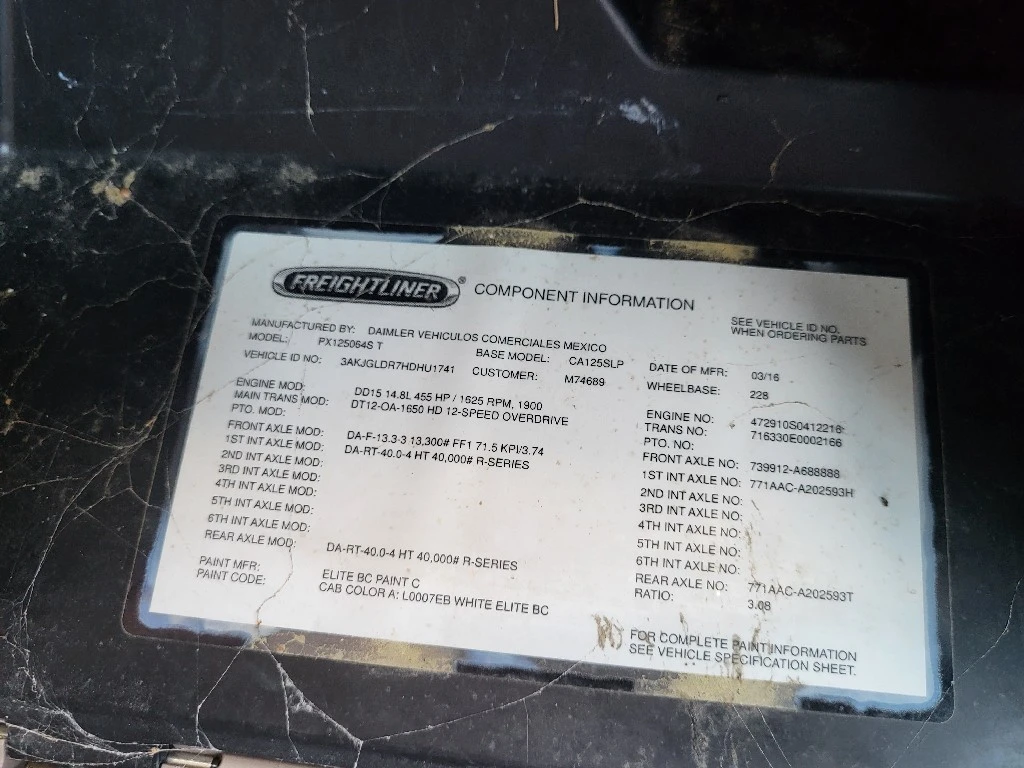 FREIGHTLINER® COMPONENT INFORMATION
SEE VEHICLE ID NO.
WHEN ORDERING PARTS
MANUFACTURED BY: DAIMLER VEHICULOS COMERCIALES MEXICO
MODEL: PX125064S T BASE MODEL: CA125SLP DATE OF MFR: 03/16
VEHICLE ID NO: 3AKJGLDR7HDHU1741 CUSTOMER: M74689 WHEELBASE: 228
ENGINE MOD: DD15 14.8L 455 HP / 1625 RPM, 1900 ENGINE NO: 472910S0412216
MAIN TRANS MOD: DT12-OA-1650 HD 12-SPEED OVERDRIVE TRANS NO: 716330E0002166
PTO. MOD: PTO. NO:
FRONT AXLE MOD: DA-F-13.3-3 13,300# FF1 71.5 KPI/3.74 FRONT AXLE NO: 739912-A688888
1ST INT AXLE MOD: DA-RT-40.0-4 HT 40,000# R-SERIES 1ST INT AXLE NO: 771AAC-A202593H
2ND INT AXLE MOD: 2ND INT AXLE NO:
3RD INT AXLE MOD: 3RD INT AXLE NO:
4TH INT AXLE MOD: 4TH INT AXLE NO:
5TH INT AXLE MOD: 5TH INT AXLE NO:
6TH INT AXLE MOD: 6TH INT AXLE NO:
REAR AXLE MOD: DA-RT-40.0-4 HT 40,000# R-SERIES REAR AXLE NO: 771AAC-A202593T
RATIO: 3.08
PAINT MFR: ELITE BC PAINT C
PAINT CODE: CAB COLOR A: L0007EB WHITE ELITE BC
FOR COMPLETE PAINT INFORMATION
SEE VEHICLE SPECIFICATION SHEET.